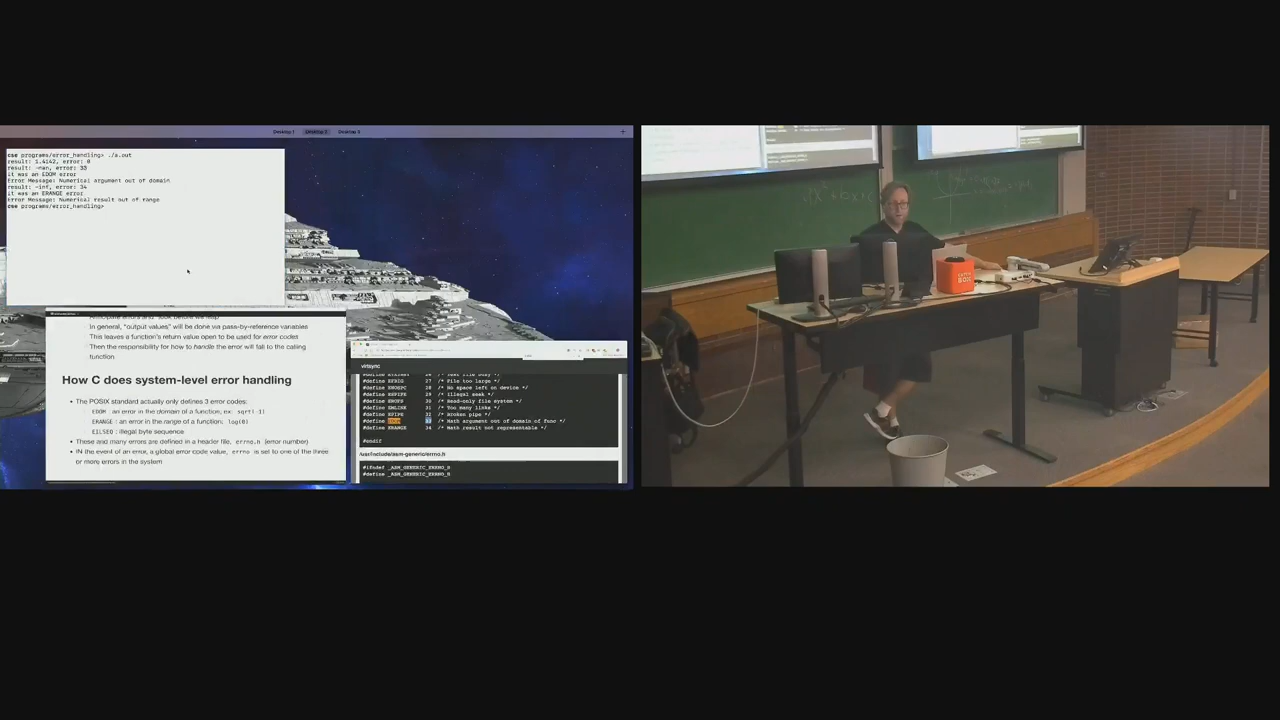 Desktop 1 Desktop 2 Desktop 3 +
cse programs/error_handling> ./a.out
result: 1.4142, error: 0
result: -nan, error: 33
it was an EDOM error
Error Message: Numerical argument out of domain
result: -inf, error: 34
it was an ERANGE error
Error Message: Numerical result out of range
cse programs/error_handling>
In general, "output values" will be done via pass-by-reference variables
This leaves a function's return value open to be used for error codes
Then the responsibility for how to handle the error will fall to the calling
function.
How C does system-level error handling
• The POSIX standard actually only defines 3 error codes:
EDOM : an error in the domain of a function; ex: sqrt(-1)
ERANGE : an error in the range of a function: log(0)
EILSEQ : illegal byte sequence
• These and many errors are defined in a header file, errno.h (error number)
• IN the event of an error, a global error code value, errno is set to one of the three
or more errors in the system
virtsync
#define EFBIG 27 /* File too large */
#define ENOSPC 28 /* No space left on device */
#define ESPIPE 29 /* Illegal seek */
#define EROFS 30 /* Read-only file system */
#define EMLINK 31 /* Too many links */
#define EPIPE 32 /* Broken pipe */
#define EDOM 33 /* Math argument out of domain of func */
#define ERANGE 34 /* Math result not representable */
#endif
/usr/include/asm-generic/errno.h
#ifndef _ASM_GENERIC_ERRNO_H
#define _ASM_GENERIC_ERRNO_H
BOX